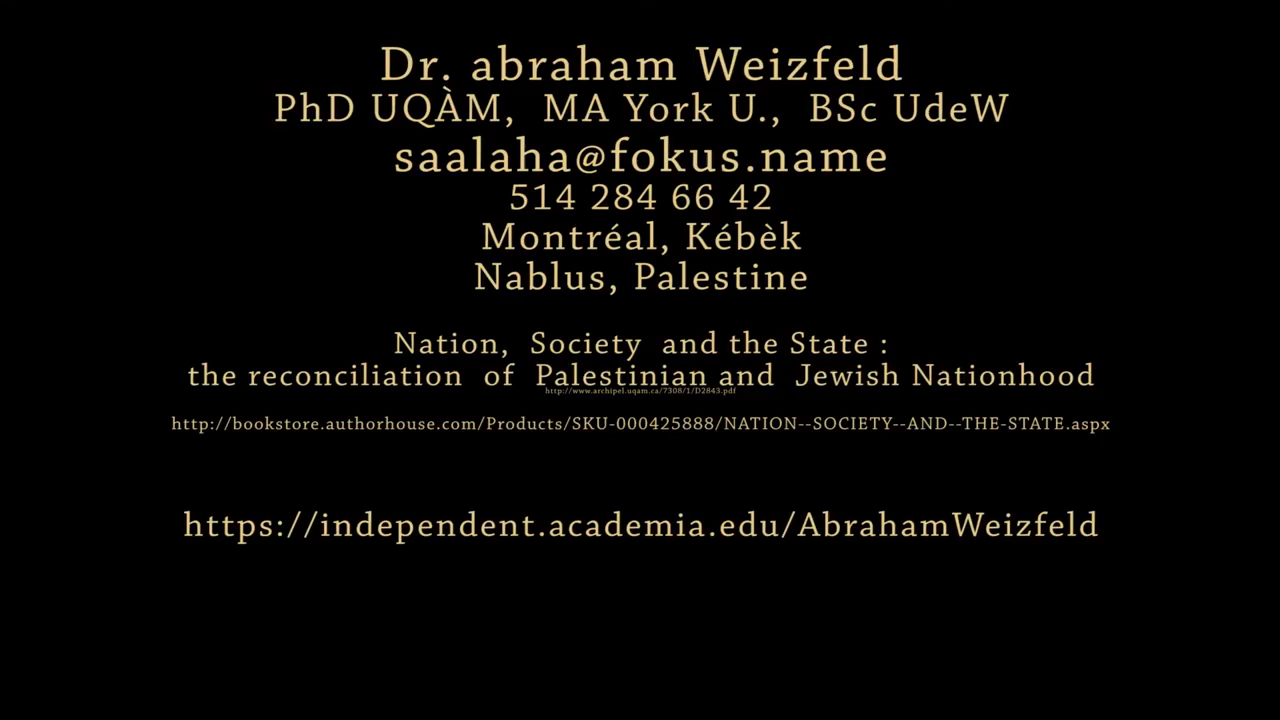 Dr. abraham Weizfeld
PhD UQÀM, MA York U., BSc UdeW
saalaha@fokus.name
514 284 66 42
Montréal, Kébèk
Nablus, Palestine
Nation, Society and the State :
the reconciliation of Palestinian and Jewish Nationhood
http://www.archipel.uqam.ca/7308/1/D2843.pdf
http://bookstore.authorhouse.com/Products/SKU-000425888/NATION--SOCIETY--AND--THE-STATE.aspx
https://independent.academia.edu/AbrahamWeizfeld